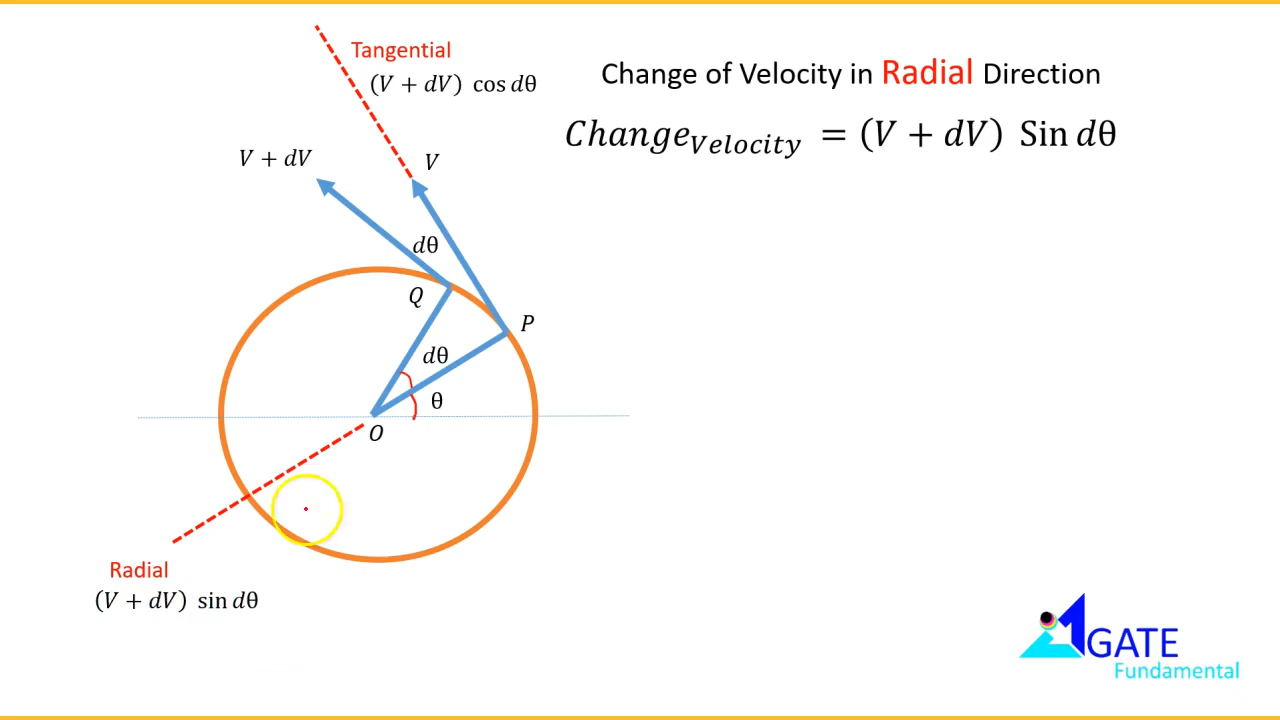 Tangential
(V + dV) cos dθ
Change of Velocity in Radial Direction
Change_Velocity = (V + dV) Sin dθ
V + dV
V
dθ
Q
P
dθ
θ
O
Radial
(V + dV) sin dθ
GATE
Fundamental